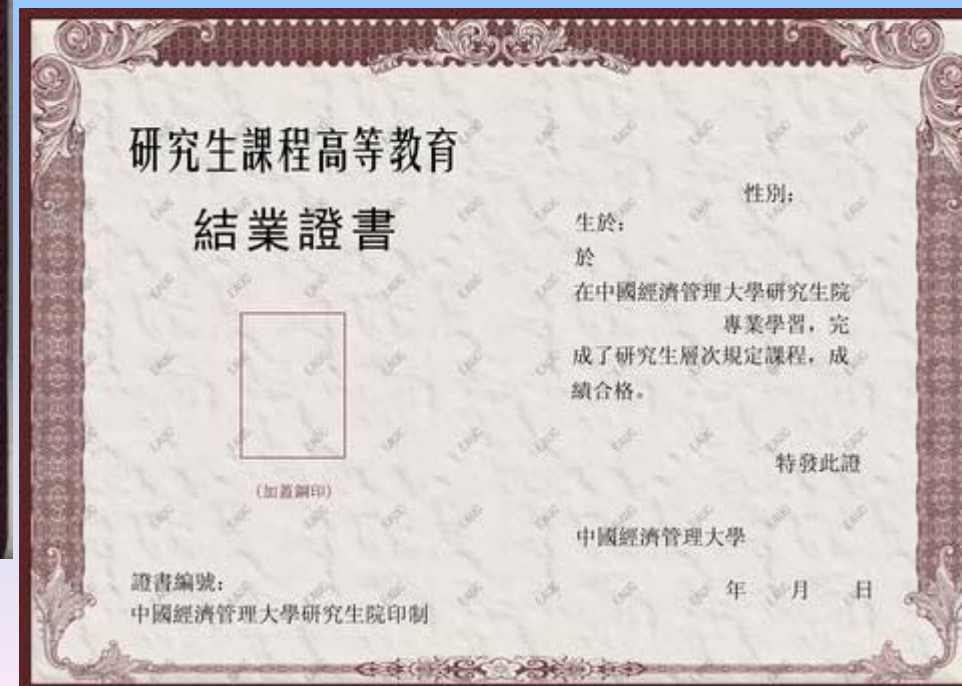 研究生課程高等教育
結業證書
(加蓋鋼印)
證書編號：
中國經濟管理大學研究生院印制
性別：
生於：
於
在中國經濟管理大學研究生院
專業學習，完
成了研究生層次規定課程，成
績合格。
特發此證
中國經濟管理大學
年 月 日